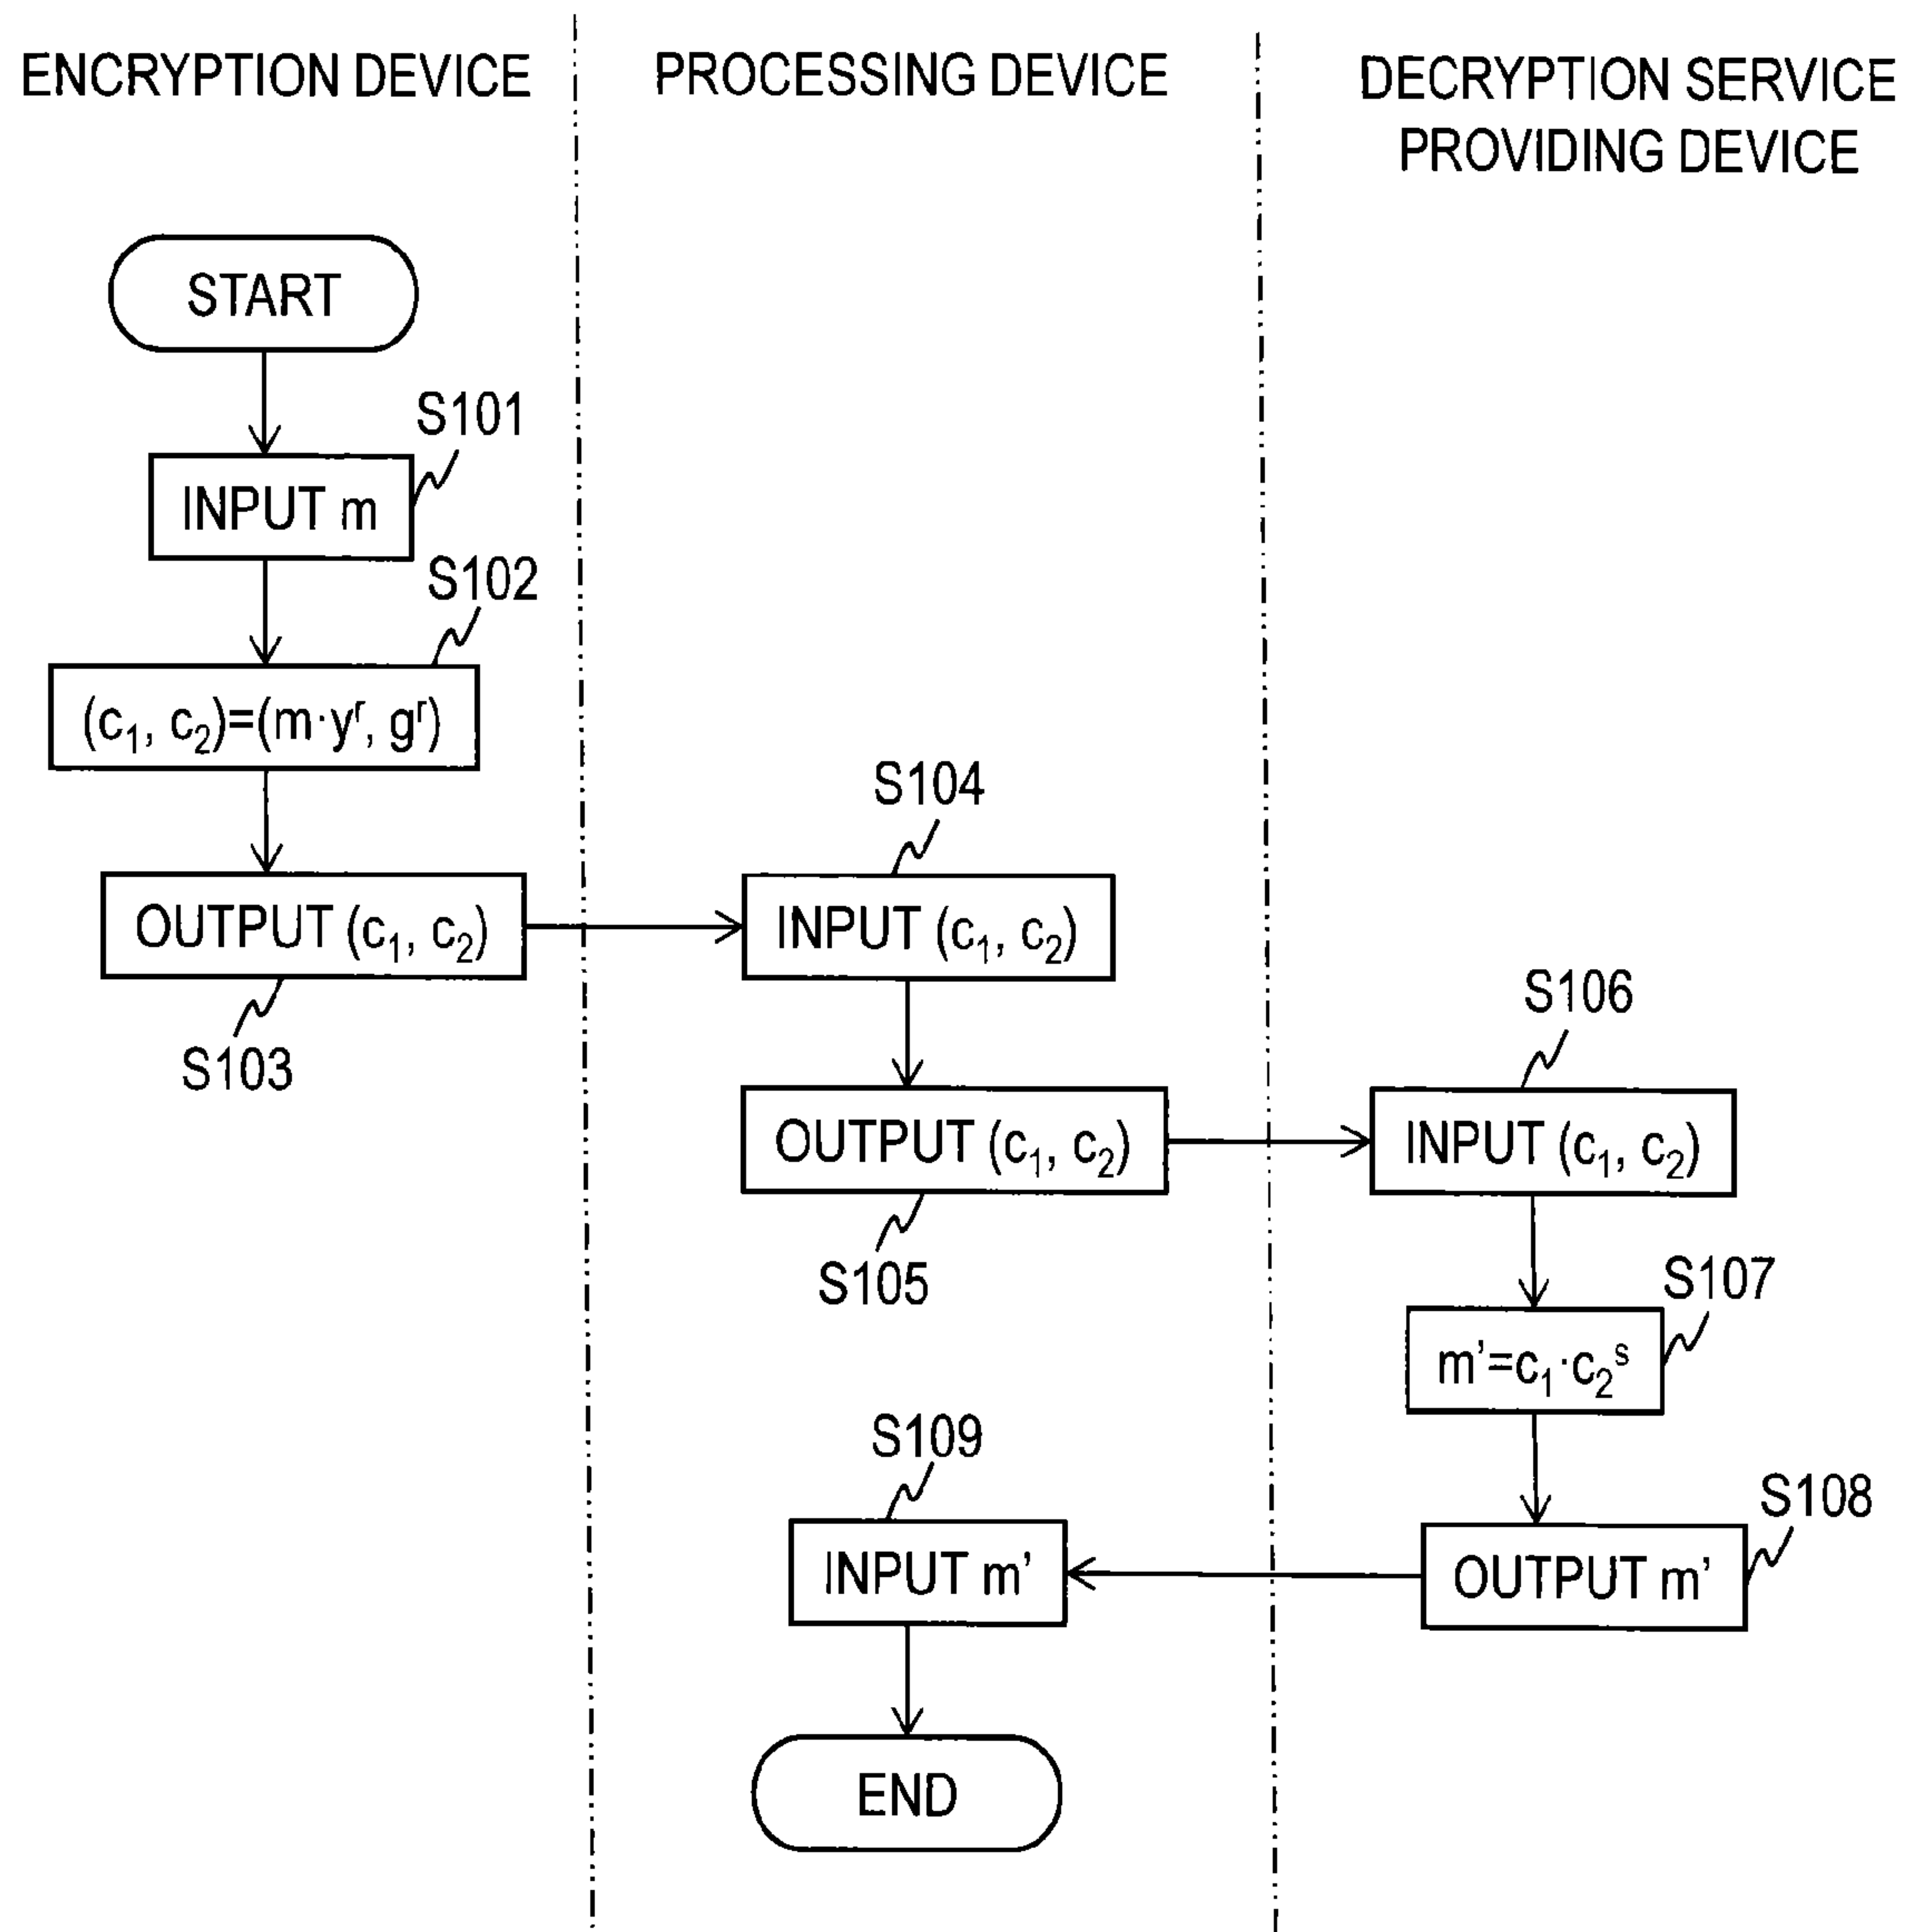 ENCRYPTION DEVICE
PROCESSING DEVICE
DECRYPTION SERVICE
PROVIDING DEVICE
START
S101
INPUT m
S102
(c₁, c₂)=(m·yʳ, gʳ)
OUTPUT (c₁, c₂)
S103
S104
INPUT (c₁, c₂)
OUTPUT (c₁, c₂)
S105
S106
INPUT (c₁, c₂)
S107
m'=c₁·c₂ˢ
S108
OUTPUT m'
S109
INPUT m'
END